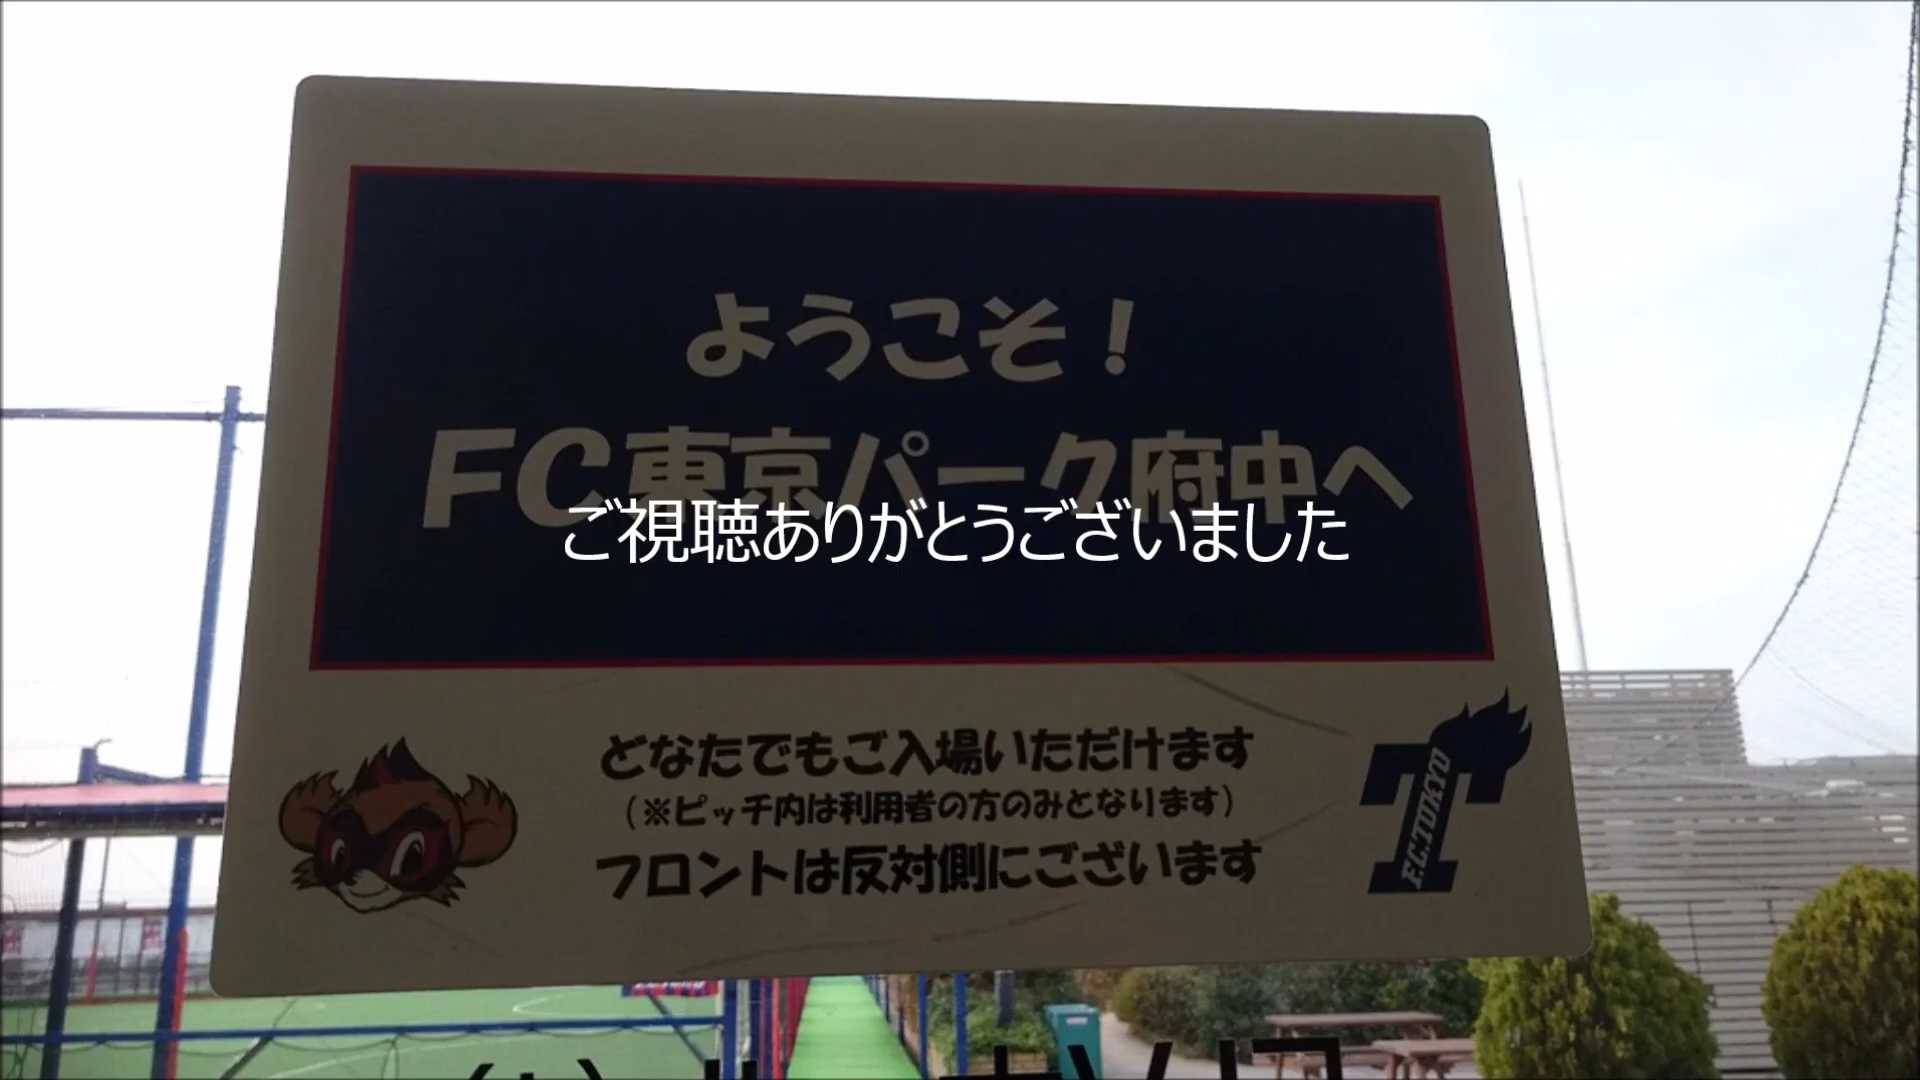 ようこそ！
FC東京パーク府中へ
ご視聴ありがとうございました
どなたでもご入場いただけます
（※ピッチ内は利用者の方のみとなります）
フロントは反対側にございます
F.C.TOKYO